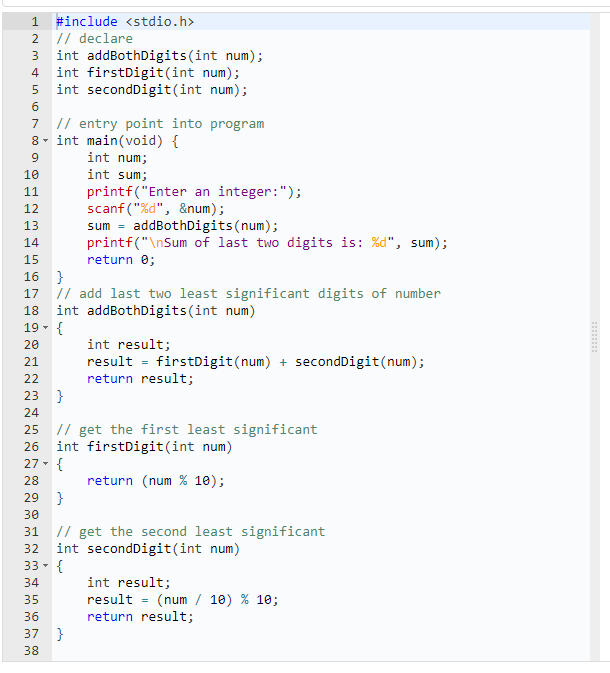 1 #include <stdio.h>
2 // declare
3 int addBothDigits(int num);
4 int firstDigit(int num);
5 int secondDigit(int num);
6
7 // entry point into program
8 int main(void) {
9     int num;
10     int sum;
11     printf("Enter an integer:");
12     scanf("%d", &num);
13     sum = addBothDigits(num);
14     printf("\nSum of last two digits is: %d", sum);
15     return 0;
16 }
17 // add last two least significant digits of number
18 int addBothDigits(int num)
19 {
20     int result;
21     result = firstDigit(num) + secondDigit(num);
22     return result;
23 }
24
25 // get the first least significant
26 int firstDigit(int num)
27 {
28     return (num % 10);
29 }
30
31 // get the second least significant
32 int secondDigit(int num)
33 {
34     int result;
35     result = (num / 10) % 10;
36     return result;
37 }
38